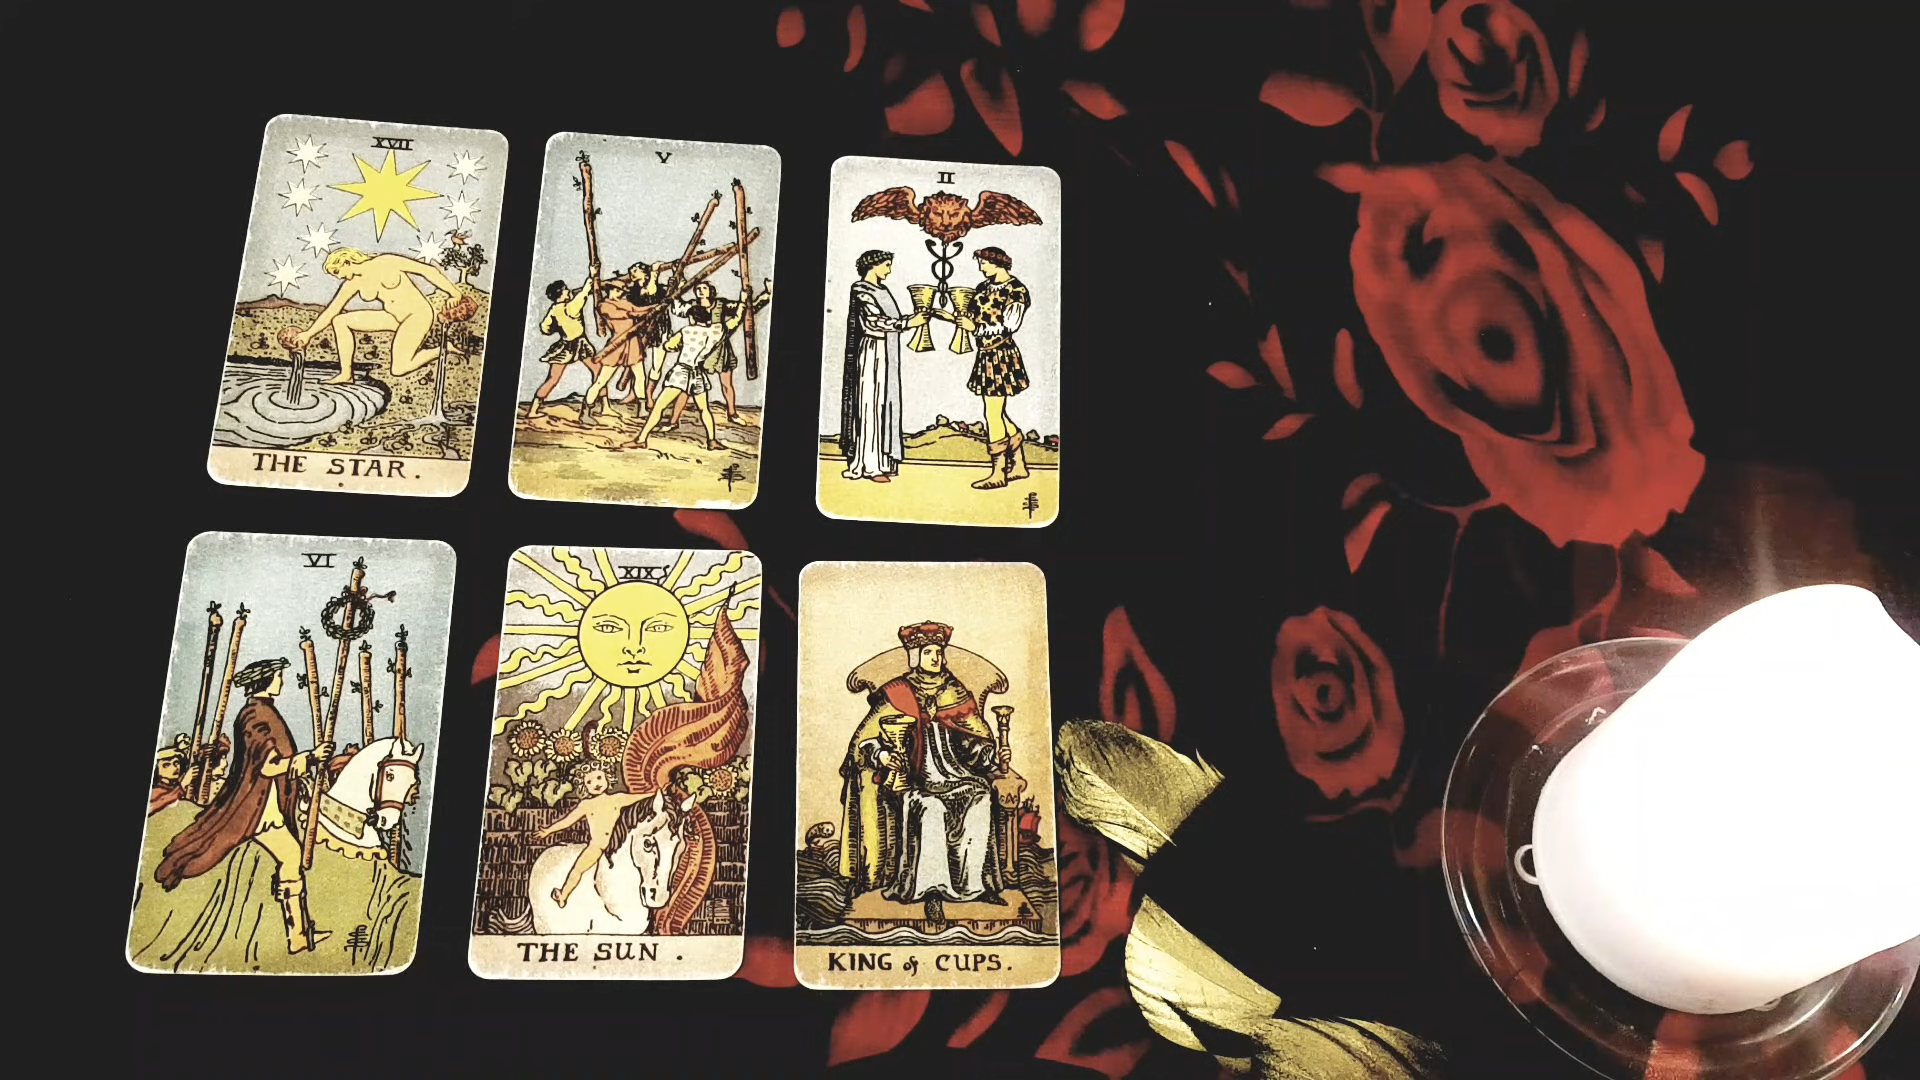 XVII
THE STAR.
V
II
VI
XIX
THE SUN.
KING of CUPS.